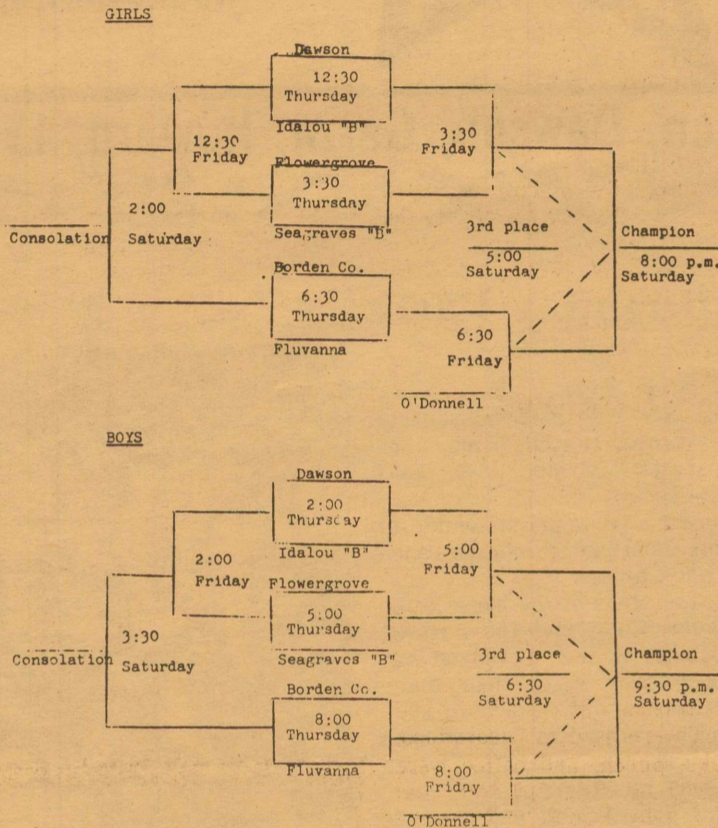 GIRLS
Dawson
12:30
Thursday
Idalou "B"
12:30
Friday
3:30
Friday
Flowergrove
3:30
Thursday
Seagraves "B"
2:00
Saturday
Consolation
3rd place
5:00
Saturday
Champion
8:00 p.m.
Saturday
Borden Co.
6:30
Thursday
Fluvanna
6:30
Friday
O'Donnell
BOYS
Dawson
2:00
Thursday
Idalou "B"
2:00
Friday
5:00
Friday
Flowergrove
5:00
Thursday
Seagraves "B"
3:30
Saturday
Consolation
3rd place
6:30
Saturday
Champion
9:30 p.m.
Saturday
Borden Co.
8:00
Thursday
Fluvanna
8:00
Friday
O'Donnell